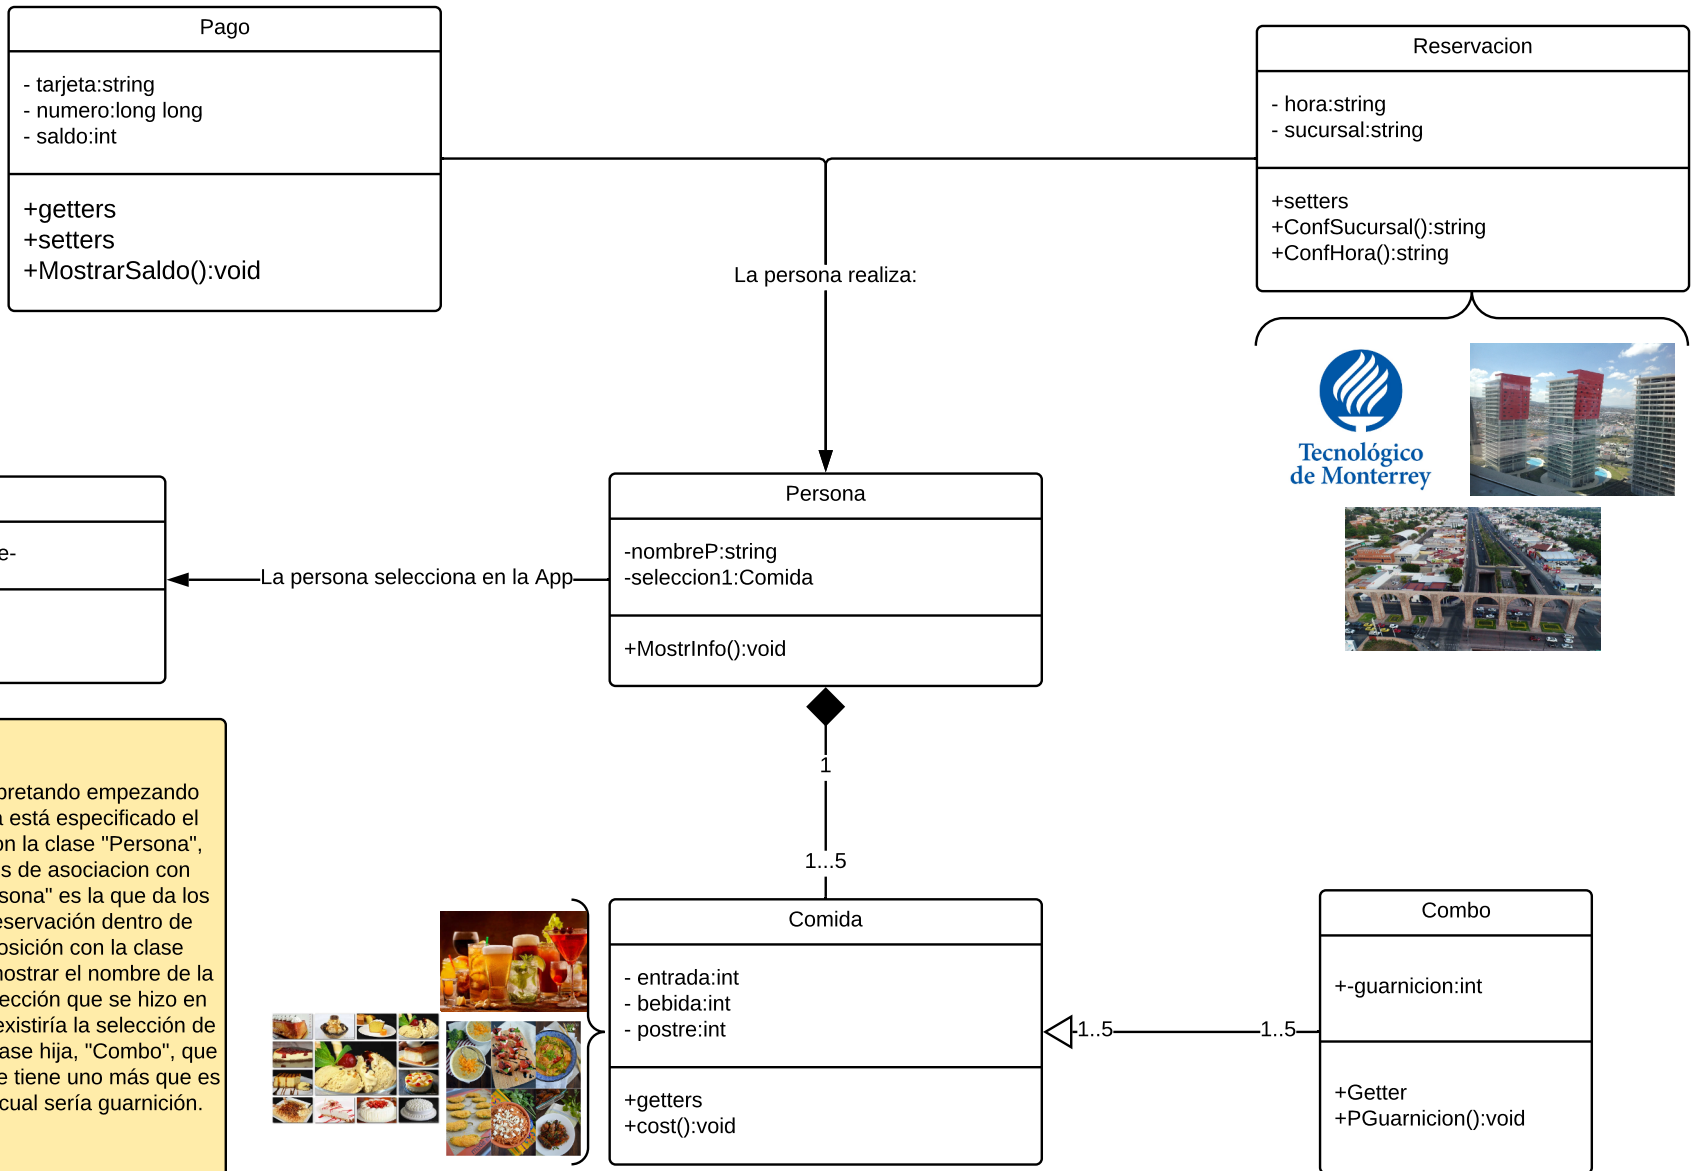 Pago
- tarjeta:string
- numero:long long
- saldo:int
+getters
+setters
+MostrarSaldo():void
Reservacion
- hora:string
- sucursal:string
+setters
+ConfSucursal():string
+ConfHora():string
La persona realiza:
Tecnológico
de Monterrey
e-
La persona selecciona en la App
Persona
-nombreP:string
-seleccion1:Comida
+MostrInfo():void
1
1...5
pretando empezando
a está especificado el
on la clase "Persona",
s de asociacion con
sona" es la que da los
eservación dentro de
osición con la clase
nostrar el nombre de la
ección que se hizo en
existiría la selección de
ase hija, "Combo", que
e tiene uno más que es
cual sería guarnición.
Comida
- entrada:int
- bebida:int
- postre:int
+getters
+cost():void
1..5
1..5
Combo
+-guarnicion:int
+Getter
+PGuarnicion():void